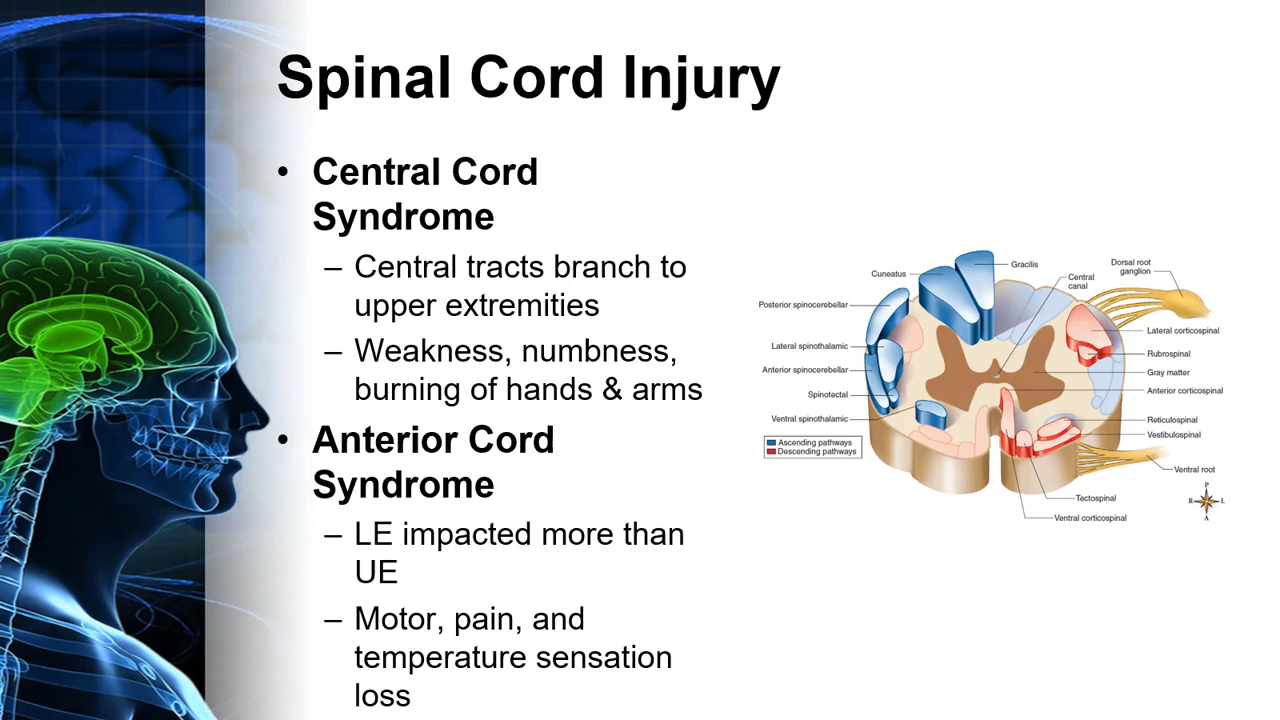 Spinal Cord Injury
• Central Cord
Syndrome
– Central tracts branch to
upper extremities
– Weakness, numbness,
burning of hands & arms
• Anterior Cord
Syndrome
– LE impacted more than
UE
– Motor, pain, and
temperature sensation
loss
Cuneatus
Gracilis
Central
canal
Dorsal root
ganglion
Posterior spinocerebellar
Lateral spinothalamic
Anterior spinocerebellar
Spinotectal
Ventral spinothalamic
Ascending pathways
Descending pathways
Lateral corticospinal
Rubrospinal
Gray matter
Anterior corticospinal
Reticulospinal
Vestibulospinal
Ventral root
Tectospinal
Ventral corticospinal
P
R L
A